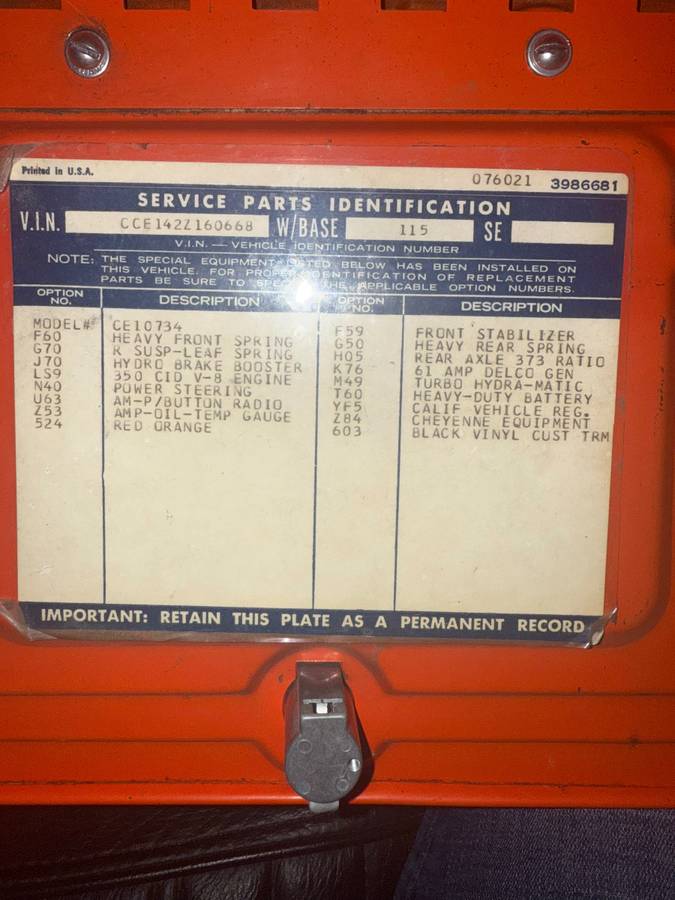 Printed in U.S.A. 076021 3986681
SERVICE PARTS IDENTIFICATION
V.I.N. CCE142Z160668 W/BASE 115 SE
V.I.N. — VEHICLE IDENTIFICATION NUMBER
NOTE: THE SPECIAL EQUIPMENT LISTED BELOW HAS BEEN INSTALLED ON
THIS VEHICLE. FOR PROPER IDENTIFICATION OF REPLACEMENT
PARTS BE SURE TO SPECIFY THE APPLICABLE OPTION NUMBERS.
OPTION NO. DESCRIPTION OPTION NO. DESCRIPTION
MODEL# CE10734
F60 HEAVY FRONT SPRING F59 FRONT STABILIZER
G70 R SUSP-LEAF SPRING G50 HEAVY REAR SPRING
J70 HYDRO BRAKE BOOSTER H05 REAR AXLE 373 RATIO
LS9 350 CID V-8 ENGINE K76 61 AMP DELCO GEN
N40 POWER STEERING M49 TURBO HYDRA-MATIC
U63 AM-P/BUTTON RADIO T60 HEAVY-DUTY BATTERY
Z53 AMP-OIL-TEMP GAUGE YF5 CALIF VEHICLE REG.
524 RED ORANGE Z84 CHEYENNE EQUIPMENT
603 BLACK VINYL CUST TRM
IMPORTANT: RETAIN THIS PLATE AS A PERMANENT RECORD